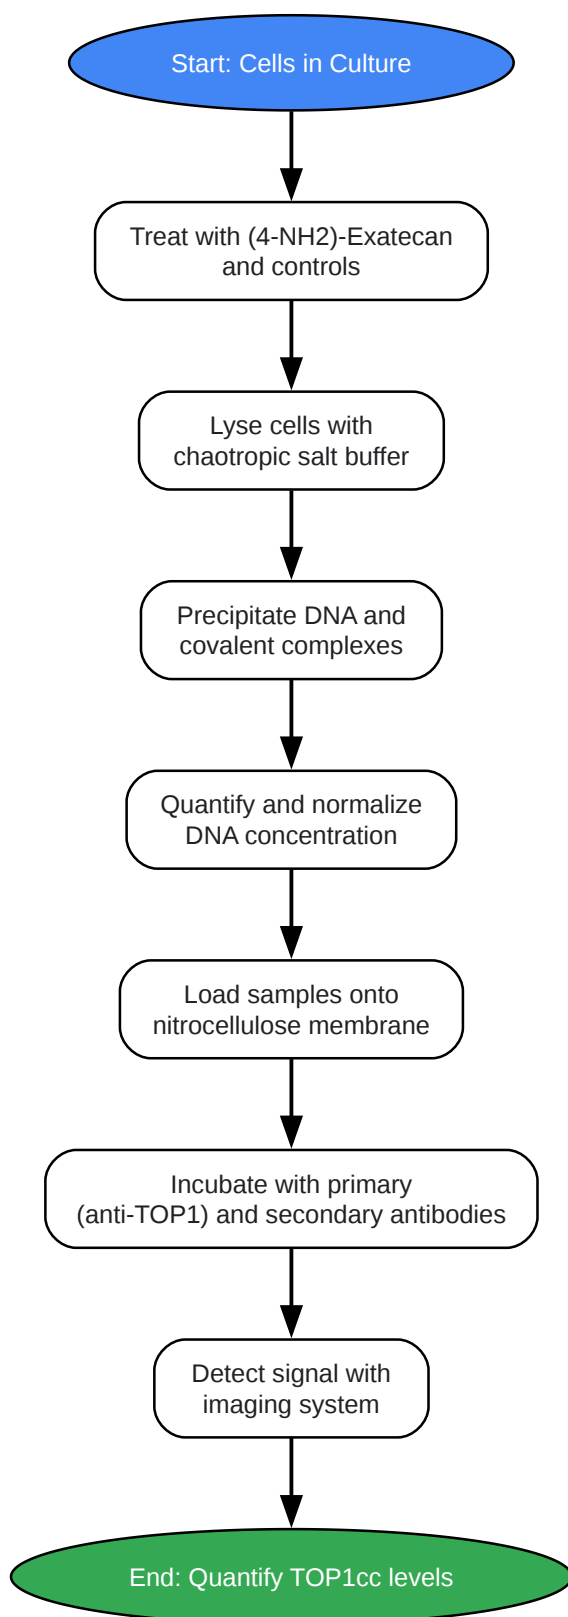 Start: Cells in Culture
Treat with (4-NH2)-Exatecan
and controls
Lyse cells with
chaotropic salt buffer
Precipitate DNA and
covalent complexes
Quantify and normalize
DNA concentration
Load samples onto
nitrocellulose membrane
Incubate with primary
(anti-TOP1) and secondary antibodies
Detect signal with
imaging system
End: Quantify TOP1cc levels